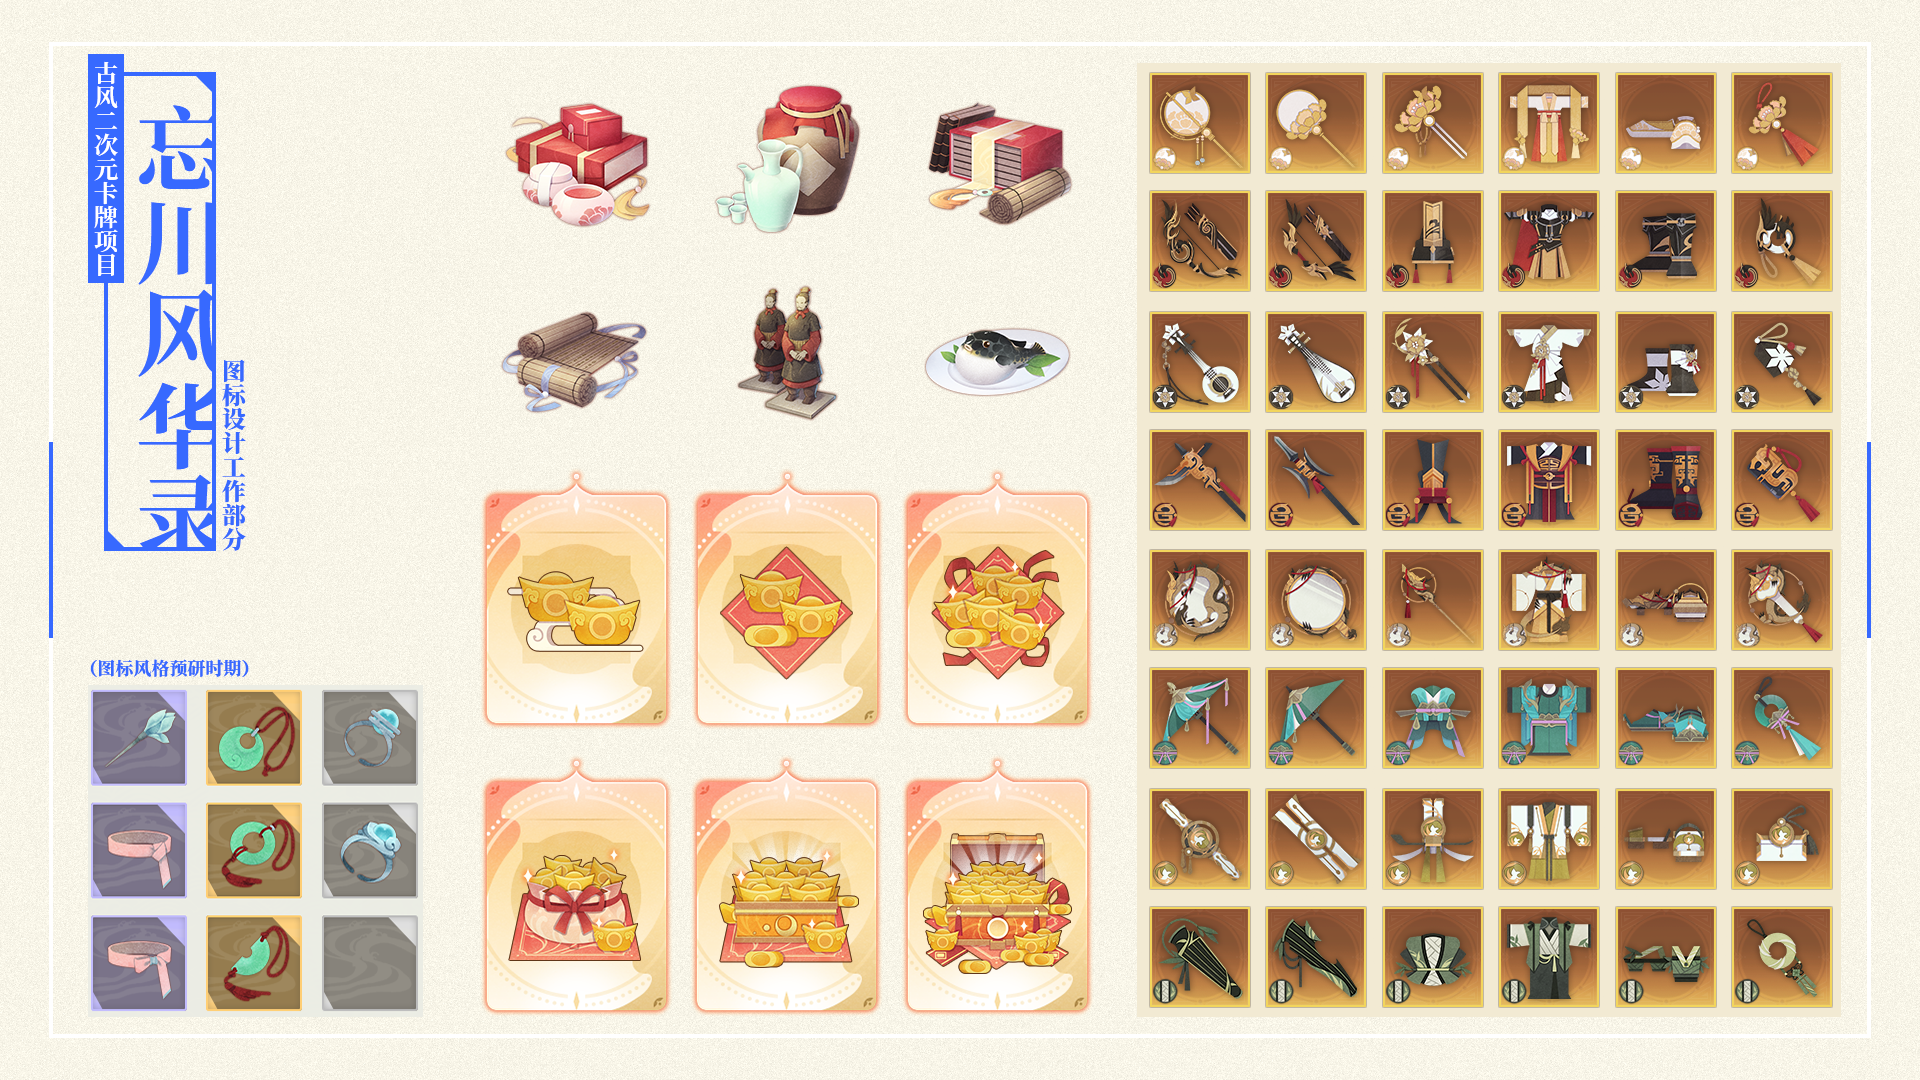 古风二次元卡牌项目
忘川风华录
图标设计工作部分
（图标风格预研时期）